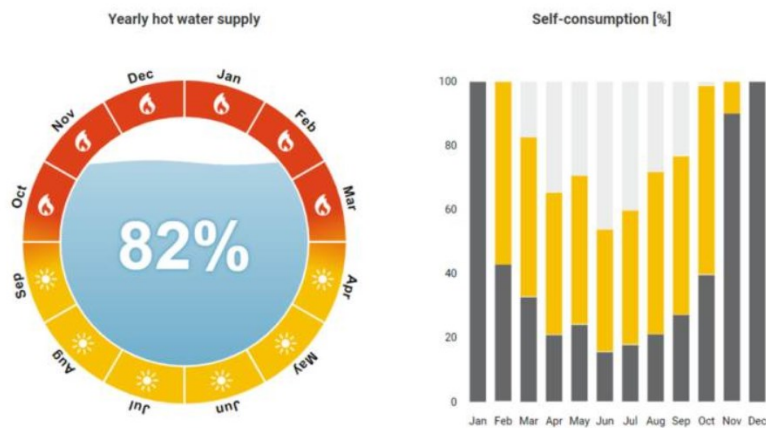 Yearly hot water supply
Dec
Jan
Nov
Feb
Oct
Mar
82%
Sep
Apr
Aug
May
Jul
Jun
Self-consumption [%]
100
80
60
40
20
0
Jan Feb Mar Apr May Jun Jul Aug Sep Oct Nov Dec